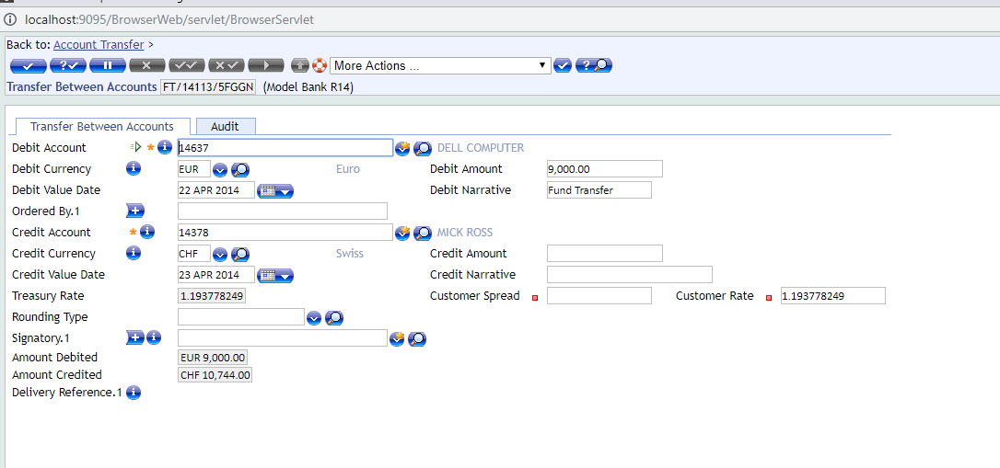 localhost:9095/BrowserWeb/servlet/BrowserServlet
Back to: Account Transfer >
More Actions ...
Transfer Between Accounts FT/14113/5FGGN (Model Bank R14)
Transfer Between Accounts Audit
Debit Account * 14637 DELL COMPUTER
Debit Currency EUR Euro Debit Amount 9,000.00
Debit Value Date 22 APR 2014 Debit Narrative Fund Transfer
Ordered By.1
Credit Account * 14378 MICK ROSS
Credit Currency CHF Swiss Credit Amount
Credit Value Date 23 APR 2014 Credit Narrative
Treasury Rate 1.193778249 Customer Spread Customer Rate 1.193778249
Rounding Type
Signatory.1
Amount Debited EUR 9,000.00
Amount Credited CHF 10,744.00
Delivery Reference.1